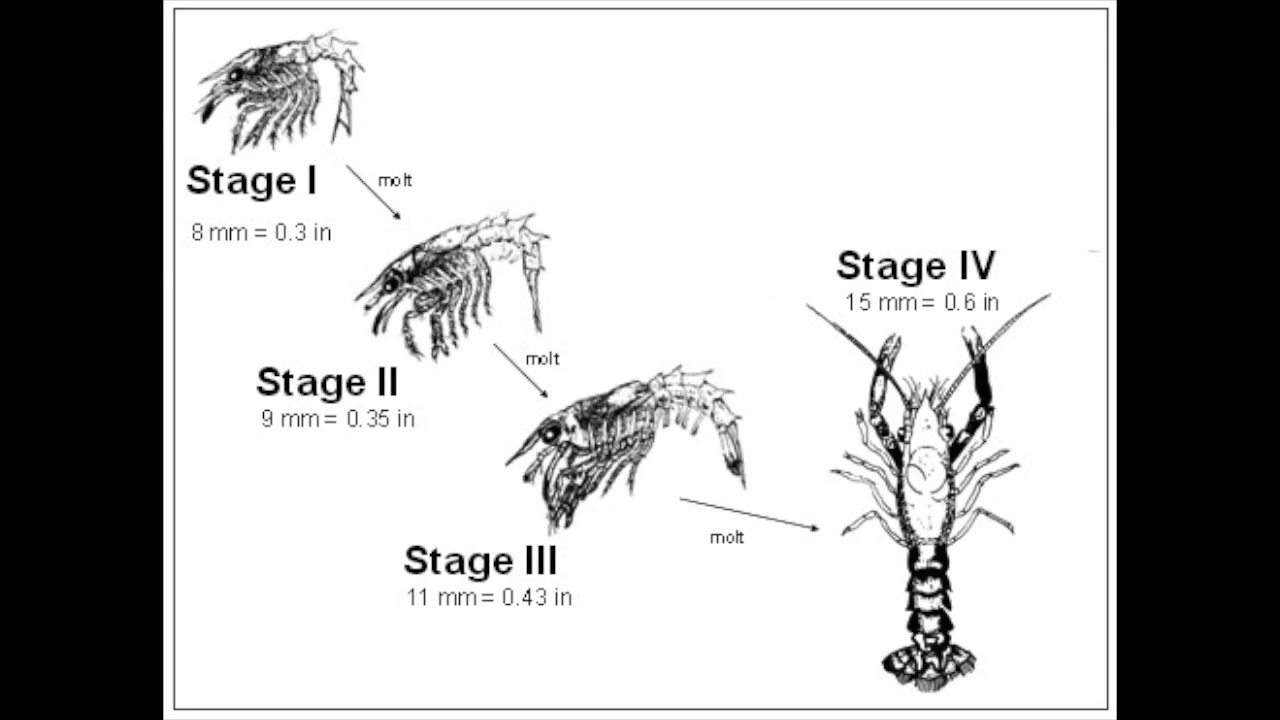 Stage I
molt
8 mm = 0.3 in
Stage IV
15 mm = 0.6 in
molt
Stage II
9 mm = 0.35 in
molt
Stage III
11 mm = 0.43 in